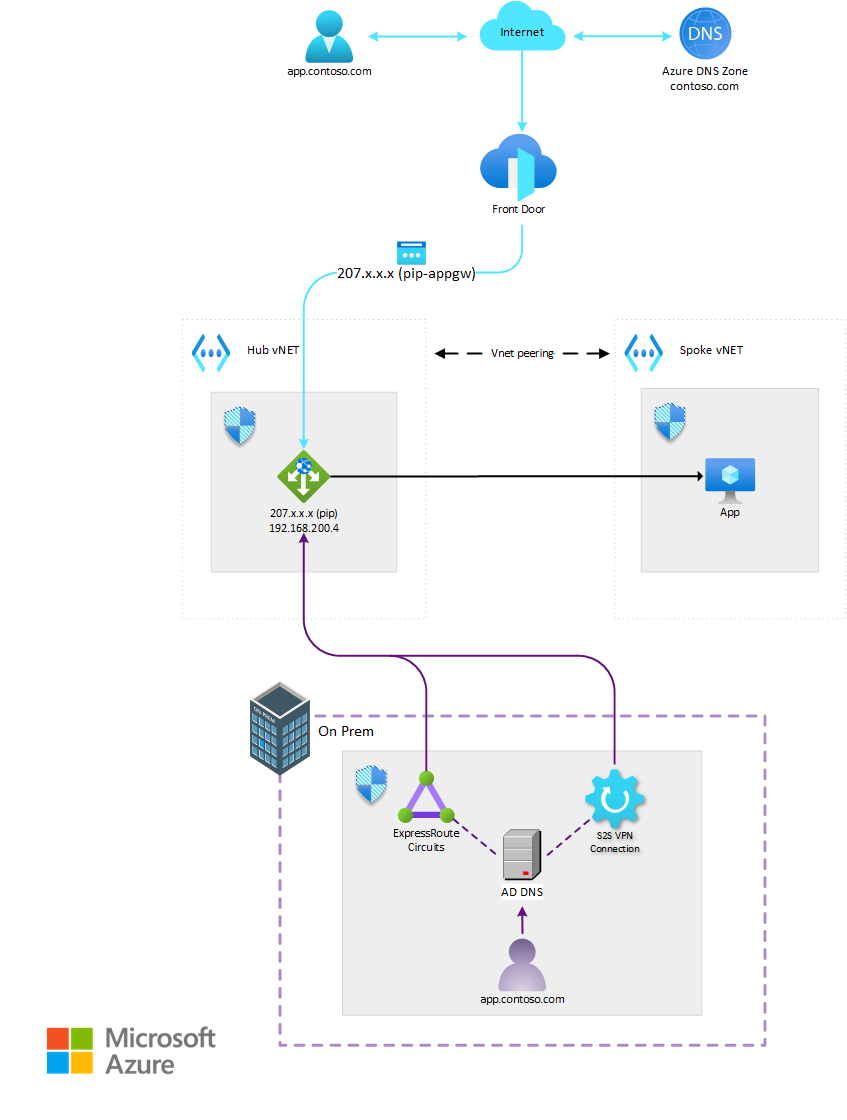 Internet
DNS
app.contoso.com
Azure DNS Zone
contoso.com
Front Door
207.x.x.x (pip-appgw)
Hub vNET
Vnet peering
Spoke vNET
207.x.x.x (pip)
192.168.200.4
App
ON-PREM
On Prem
ExpressRoute
Circuits
S2S VPN
Connection
AD DNS
app.contoso.com
Microsoft
Azure